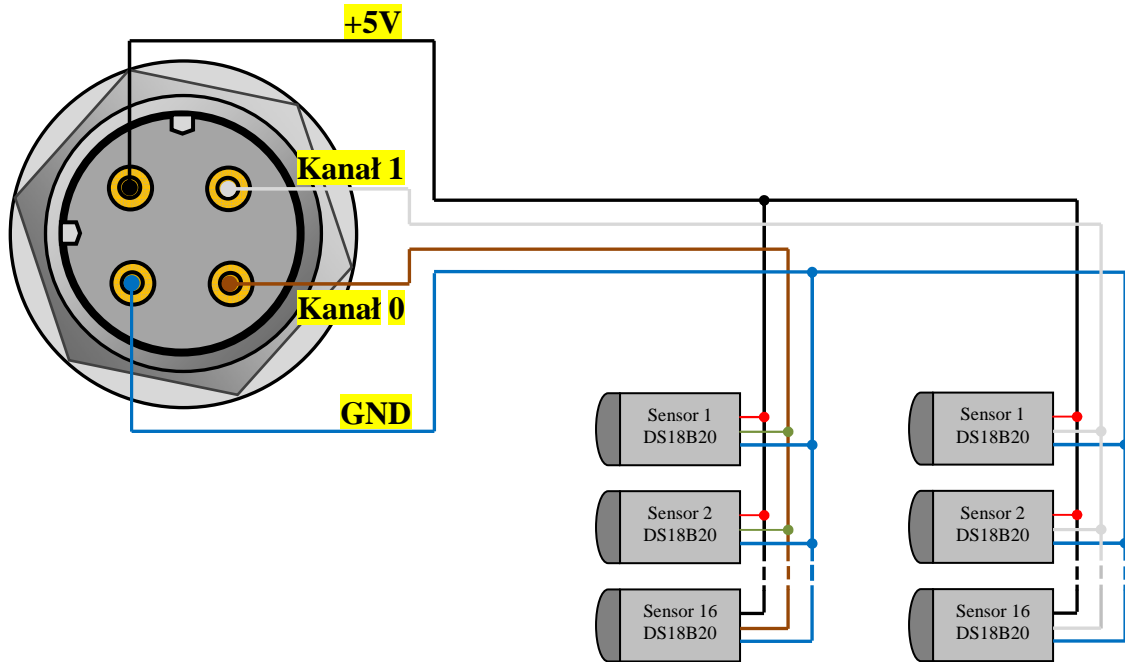 +5V
Kanał 1
Kanał 0
GND
Sensor 1
DS18B20
Sensor 1
DS18B20
Sensor 2
DS18B20
Sensor 2
DS18B20
Sensor 16
DS18B20
Sensor 16
DS18B20